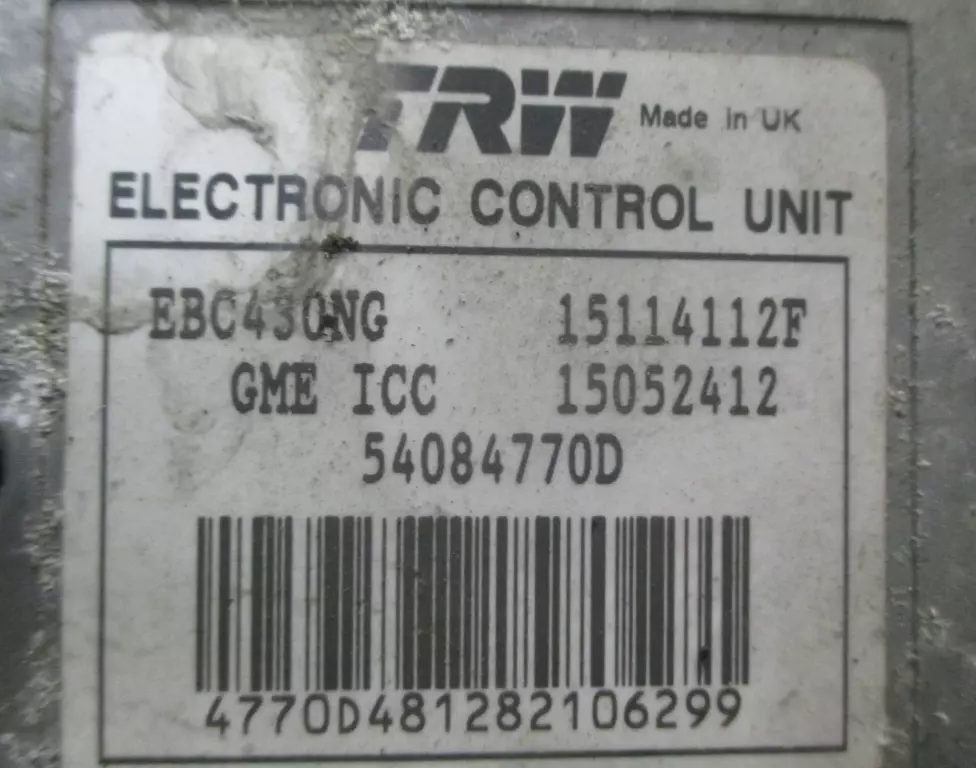 TRW Made in UK
ELECTRONIC CONTROL UNIT
EBC430NG 15114112F
GME ICC 15052412
54084770D
4770D481282106299